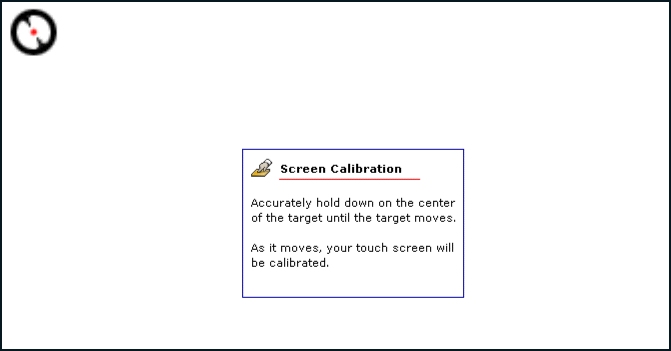 Screen Calibration
Accurately hold down on the center
of the target until the target moves.
As it moves, your touch screen will
be calibrated.